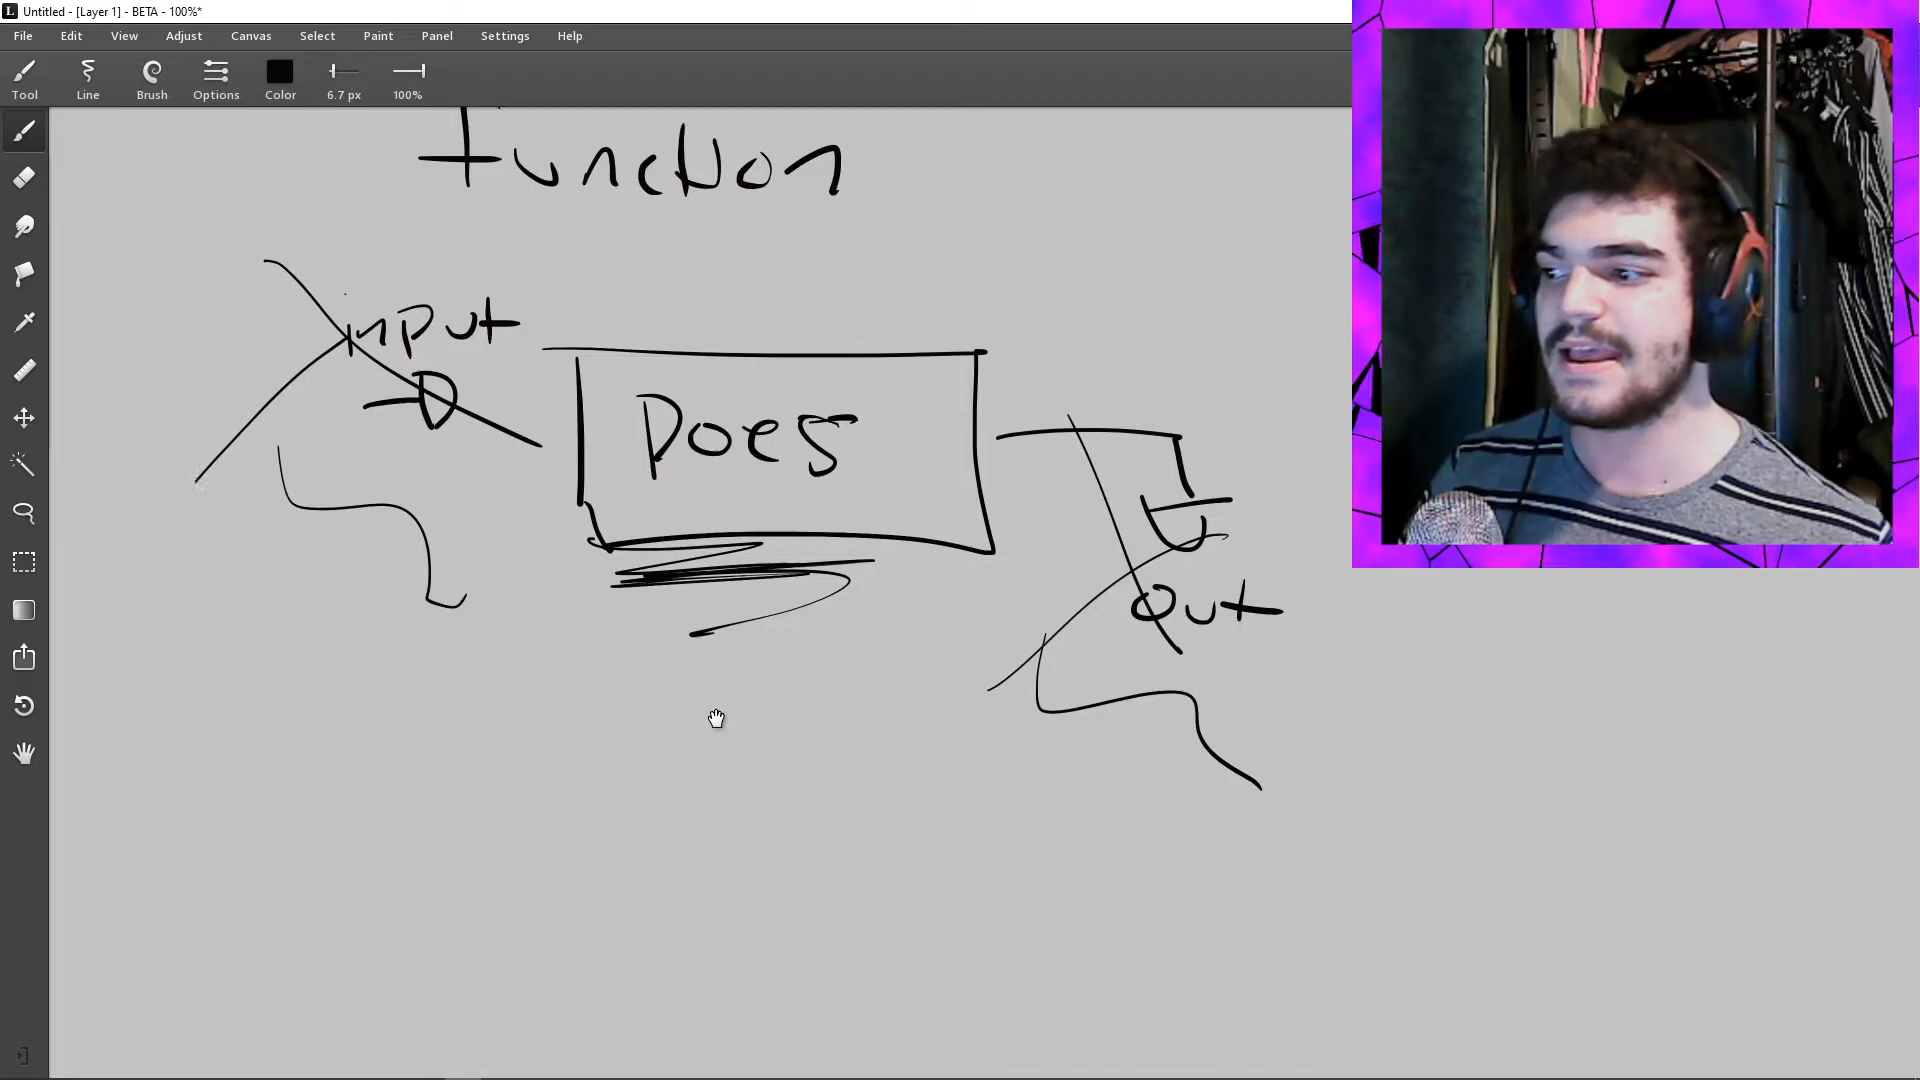 L Untitled - [Layer 1] - BETA - 100%*
File Edit View Adjust Canvas Select Paint Panel Settings Help
Tool Line Brush Options Color 6.7 px 100%
function
input
Does
Out